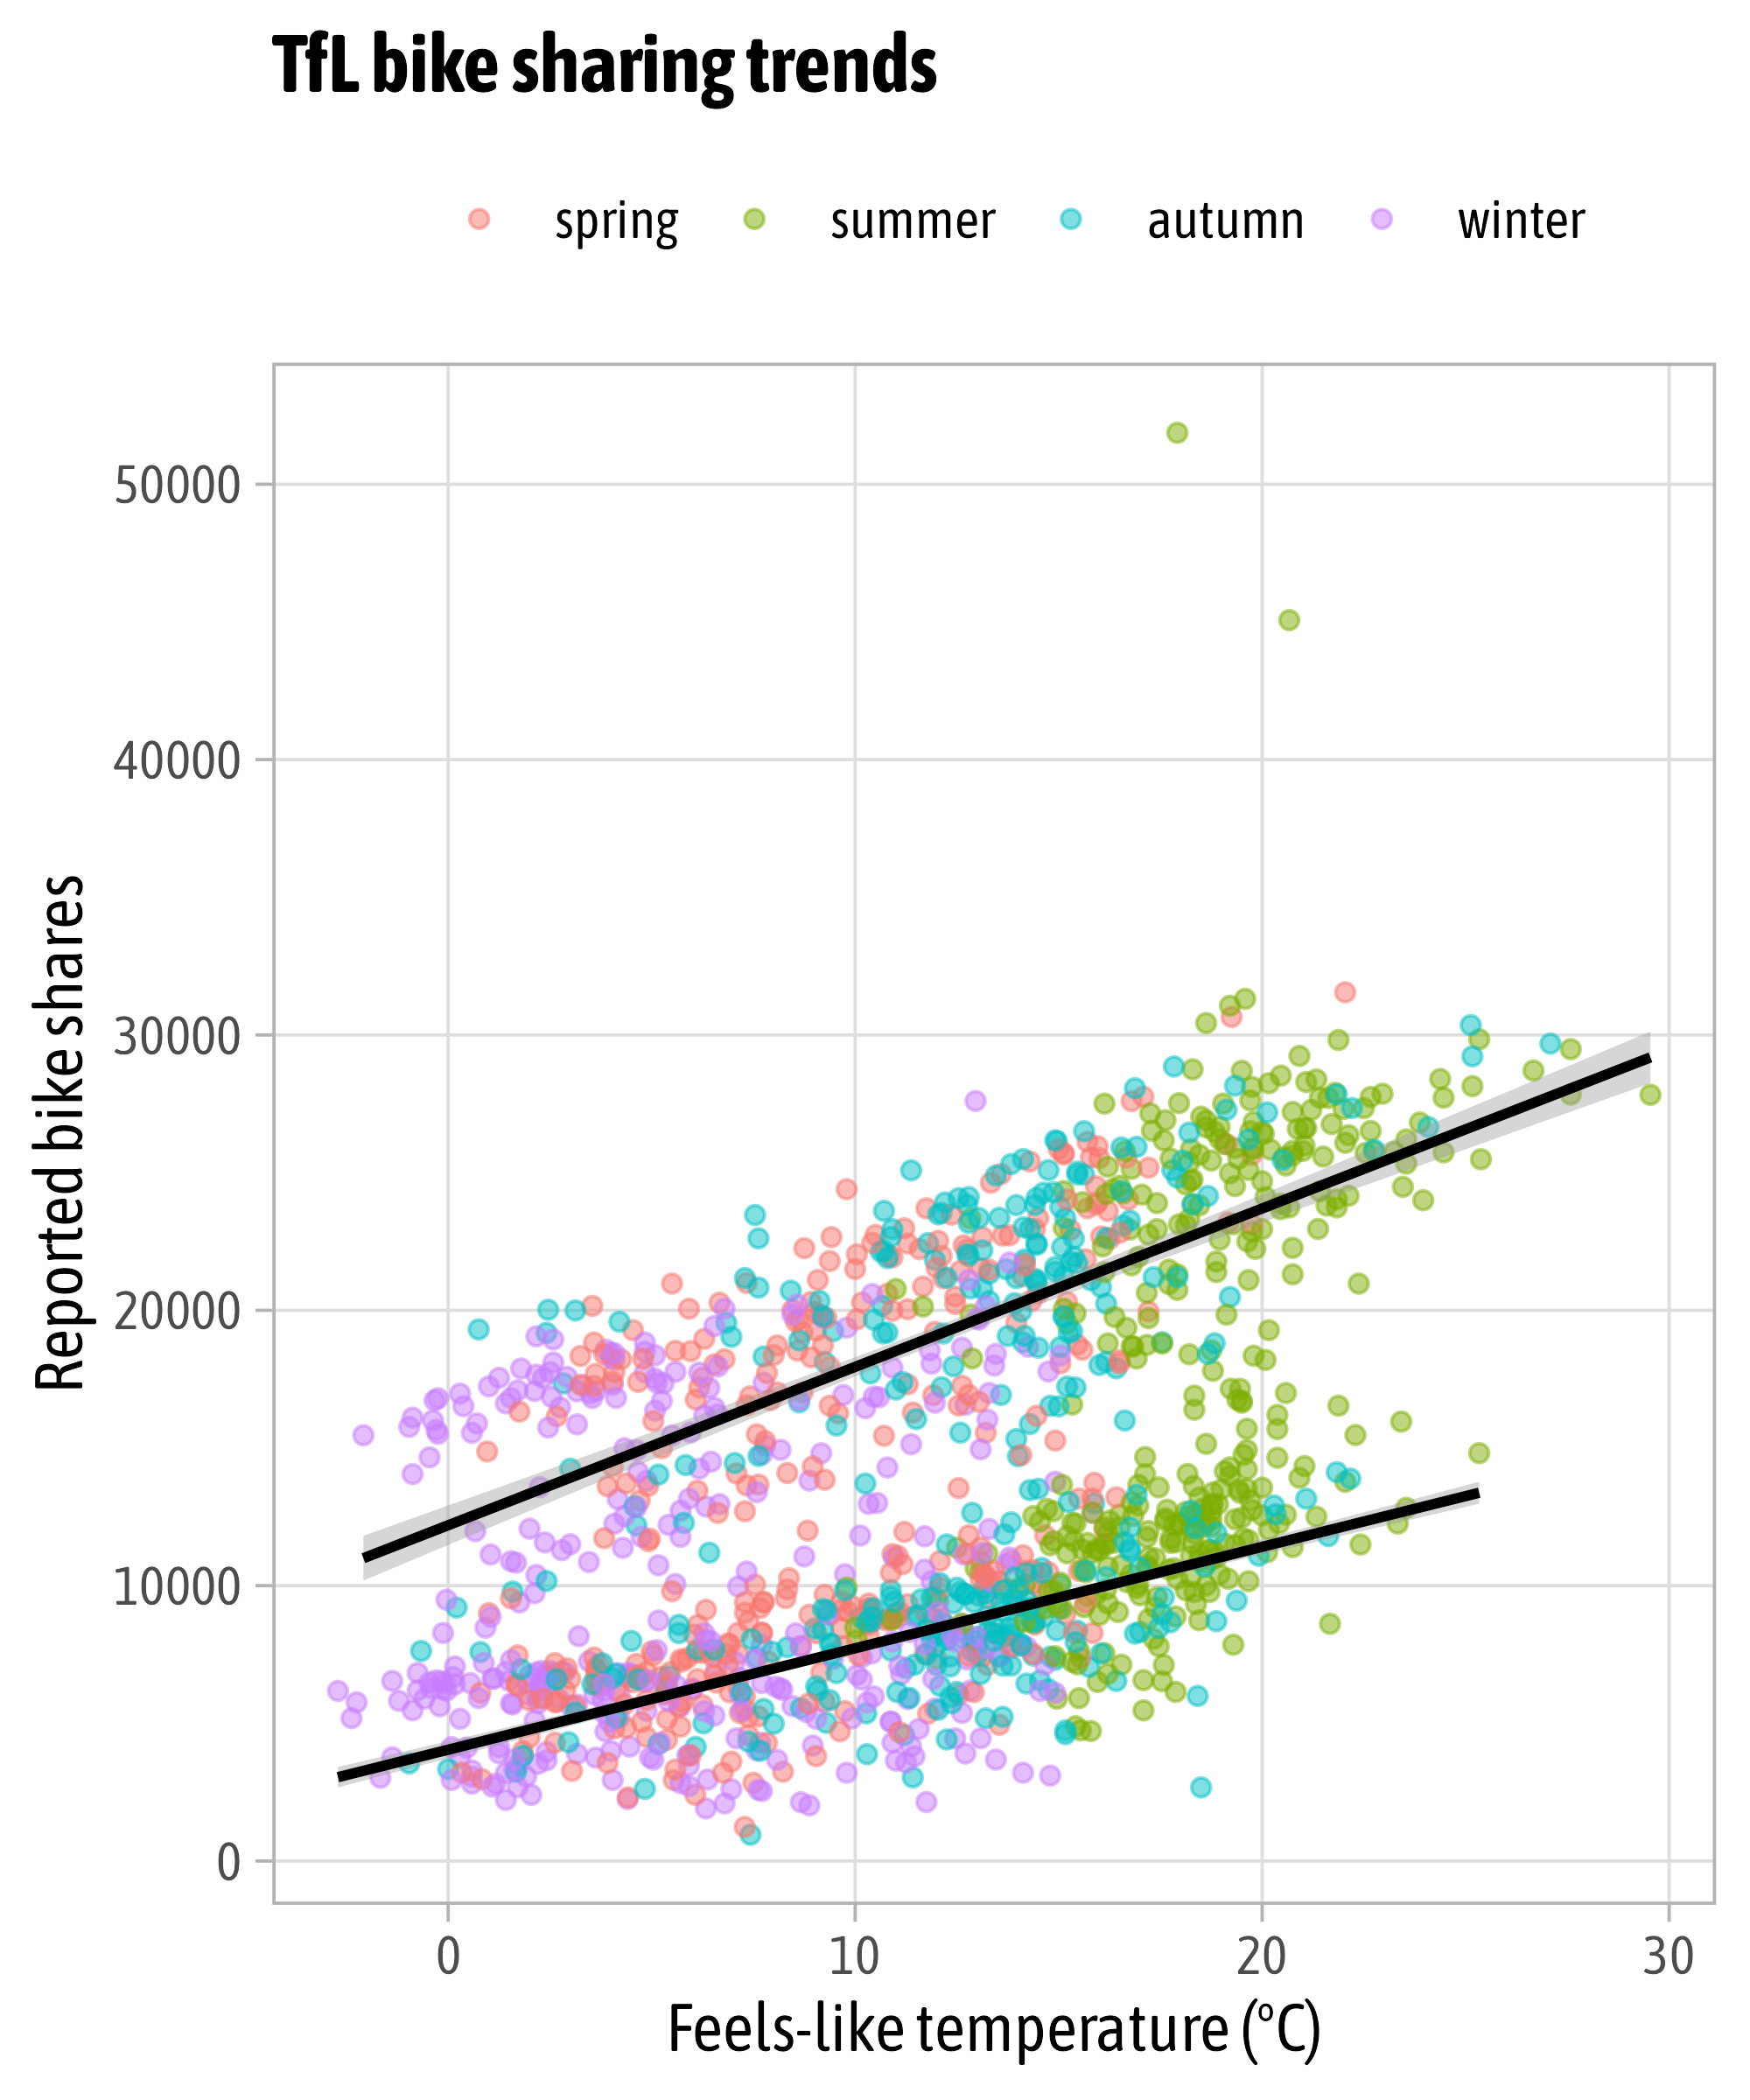 TfL bike sharing trends
spring summer autumn winter
50000
40000
30000
20000
10000
0
Reported bike shares
0 10 20 30
Feels-like temperature (°C)